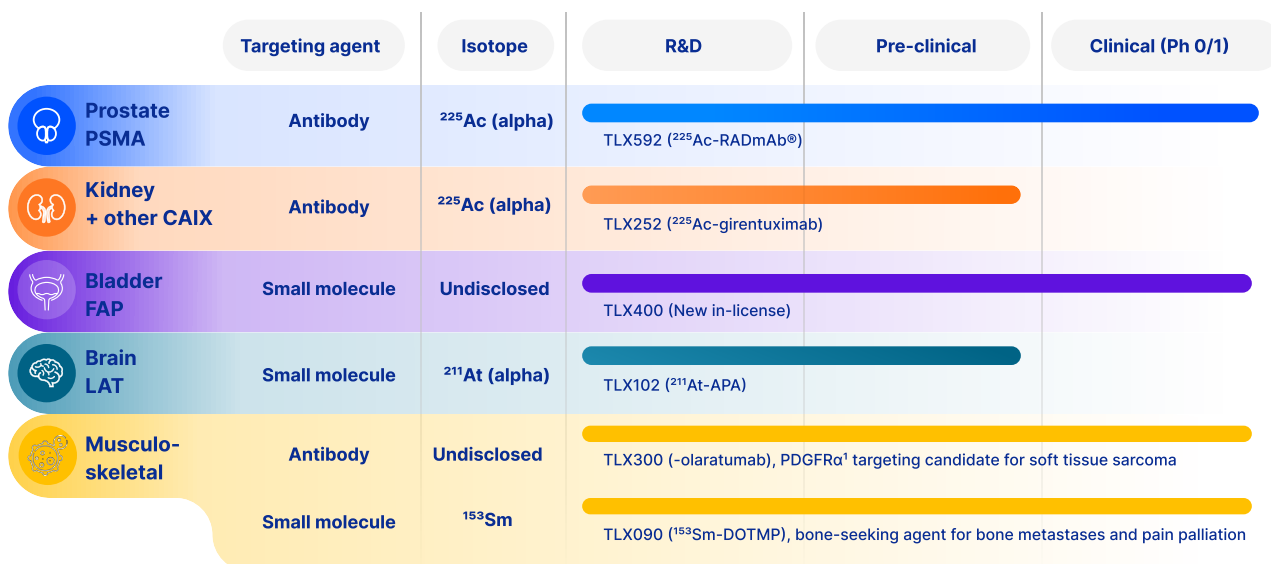 Targeting agent
Isotope
R&D
Pre-clinical
Clinical (Ph 0/1)
Prostate
PSMA
Antibody
²²⁵Ac (alpha)
TLX592 (²²⁵Ac-RADmAb®)
Kidney
+ other CAIX
Antibody
²²⁵Ac (alpha)
TLX252 (²²⁵Ac-girentuximab)
Bladder
FAP
Small molecule
Undisclosed
TLX400 (New in-license)
Brain
LAT
Small molecule
²¹¹At (alpha)
TLX102 (²¹¹At-APA)
Musculo-
skeletal
Antibody
Undisclosed
TLX300 (-olaratumab), PDGFRα¹ targeting candidate for soft tissue sarcoma
Small molecule
¹⁵³Sm
TLX090 (¹⁵³Sm-DOTMP), bone-seeking agent for bone metastases and pain palliation